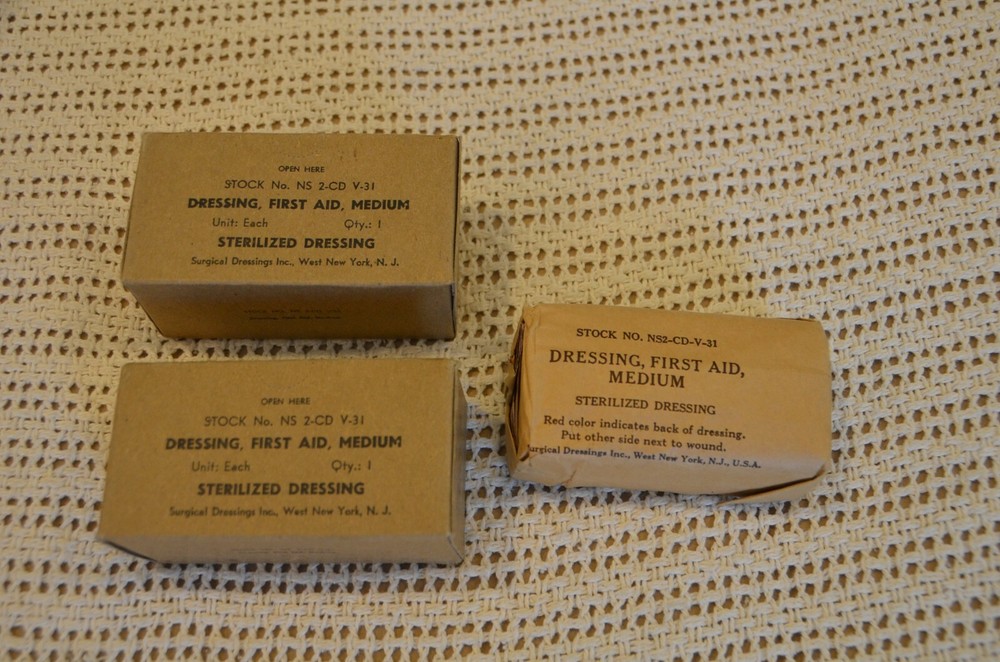 OPEN HERE
STOCK No. NS 2-CD V-31
DRESSING, FIRST AID, MEDIUM
Unit: Each Qty.: 1
STERILIZED DRESSING
Surgical Dressings Inc., West New York, N. J.
OPEN HERE
STOCK No. NS 2-CD V-31
DRESSING, FIRST AID, MEDIUM
Unit: Each Qty.: 1
STERILIZED DRESSING
Surgical Dressings Inc., West New York, N. J.
STOCK NO. NS2-CD-V-31
DRESSING, FIRST AID,
MEDIUM
STERILIZED DRESSING
Red color indicates back of dressing.
Put other side next to wound.
Surgical Dressings Inc., West New York, N.J., U.S.A.